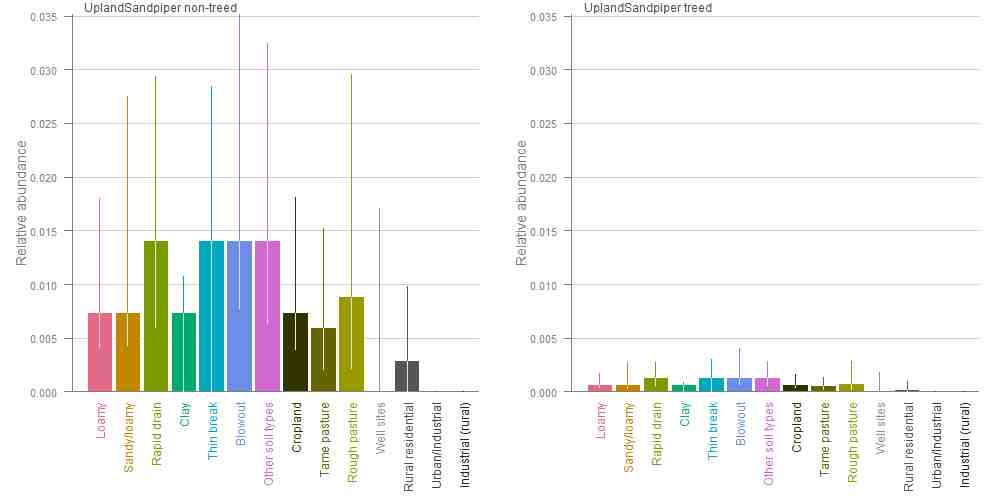 UplandSandpiper non-treed
0.035
0.030
0.025
0.020
0.015
0.010
0.005
0.000
Relative abundance
Loamy
Sandy/loamy
Rapid drain
Clay
Thin break
Blowout
Other soil types
Cropland
Tame pasture
Rough pasture
Well sites
Rural residential
Urban/Industrial
Industrial (rural)
UplandSandpiper treed
0.035
0.030
0.025
0.020
0.015
0.010
0.005
0.000
Relative abundance
Loamy
Sandy/loamy
Rapid drain
Clay
Thin break
Blowout
Other soil types
Cropland
Tame pasture
Rough pasture
Well sites
Rural residential
Urban/Industrial
Industrial (rural)